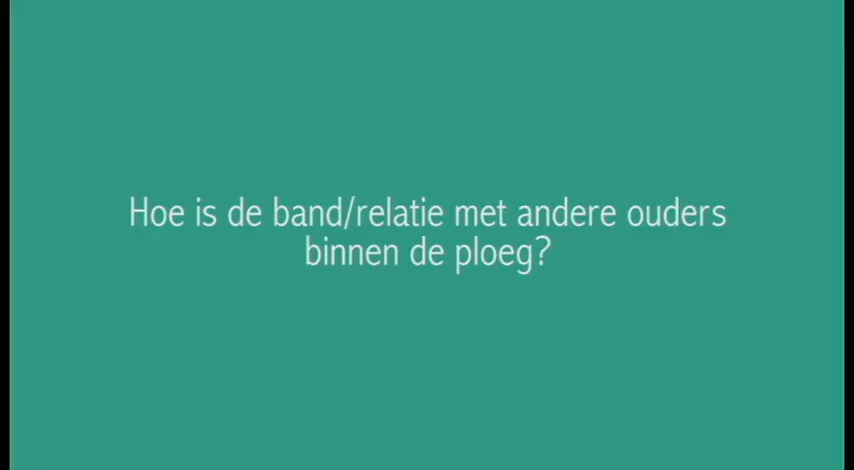 Hoe is de band/relatie met andere ouders
binnen de ploeg?